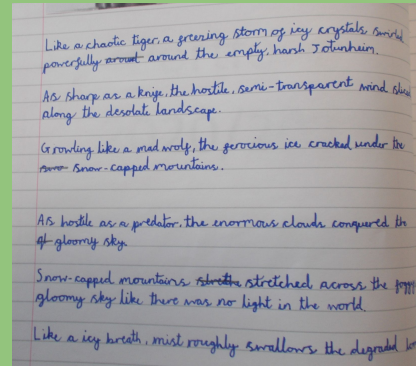 Like a chaotic tiger, a freezing storm of icy crystals
powerfully around the empty, harsh Jotunheim.
As sharp as a knife, the hostile, semi-transparent wind
along the desolate landscape.
Growling like a mad wolf, the ferocious ice cracked under the
snow-capped mountains.
As hostile as a predator, the enormous clouds conquered
gloomy sky.
Snow-capped mountains stretched across the
gloomy sky like there was no light in the world.
Like a icy breath, mist roughly swallows the degraded